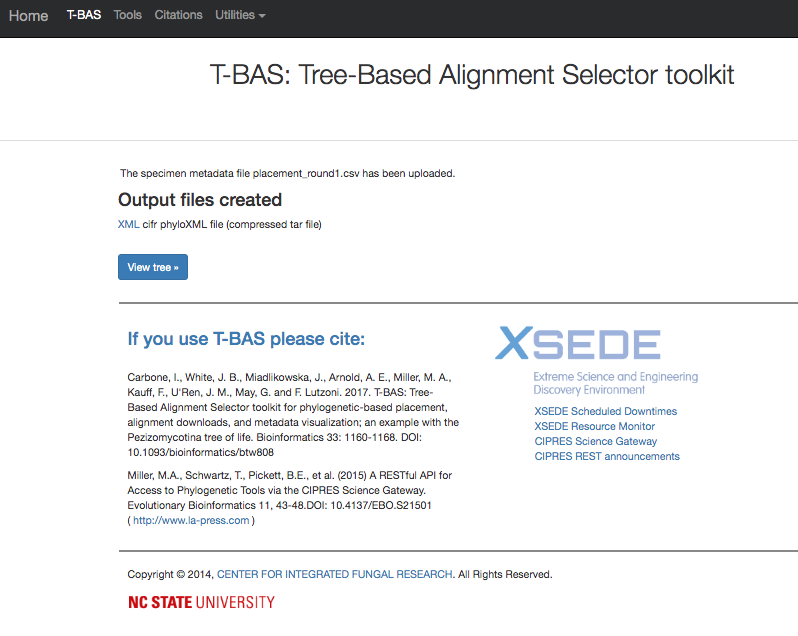 Home T-BAS Tools Citations Utilities
T-BAS: Tree-Based Alignment Selector toolkit
The specimen metadata file placement_round1.csv has been uploaded.
Output files created
XML cifr phyloXML file (compressed tar file)
View tree »
If you use T-BAS please cite:
Carbone, I., White, J. B., Miadlikowska, J., Arnold, A. E., Miller, M. A.,
Kauff, F., U'Ren, J. M., May, G. and F. Lutzoni. 2017. T-BAS: Tree-
Based Alignment Selector toolkit for phylogenetic-based placement,
alignment downloads, and metadata visualization; an example with the
Pezizomycotina tree of life. Bioinformatics 33: 1160-1168. DOI:
10.1093/bioinformatics/btw808
Miller, M.A., Schwartz, T., Pickett, B.E., et al. (2015) A RESTful API for
Access to Phylogenetic Tools via the CIPRES Science Gateway.
Evolutionary Bioinformatics 11, 43-48.DOI: 10.4137/EBO.S21501
( http://www.la-press.com )
XSEDE
Extreme Science and Engineering
Discovery Environment
XSEDE Scheduled Downtimes
XSEDE Resource Monitor
CIPRES Science Gateway
CIPRES REST announcements
Copyright © 2014, CENTER FOR INTEGRATED FUNGAL RESEARCH. All Rights Reserved.
NC STATE UNIVERSITY